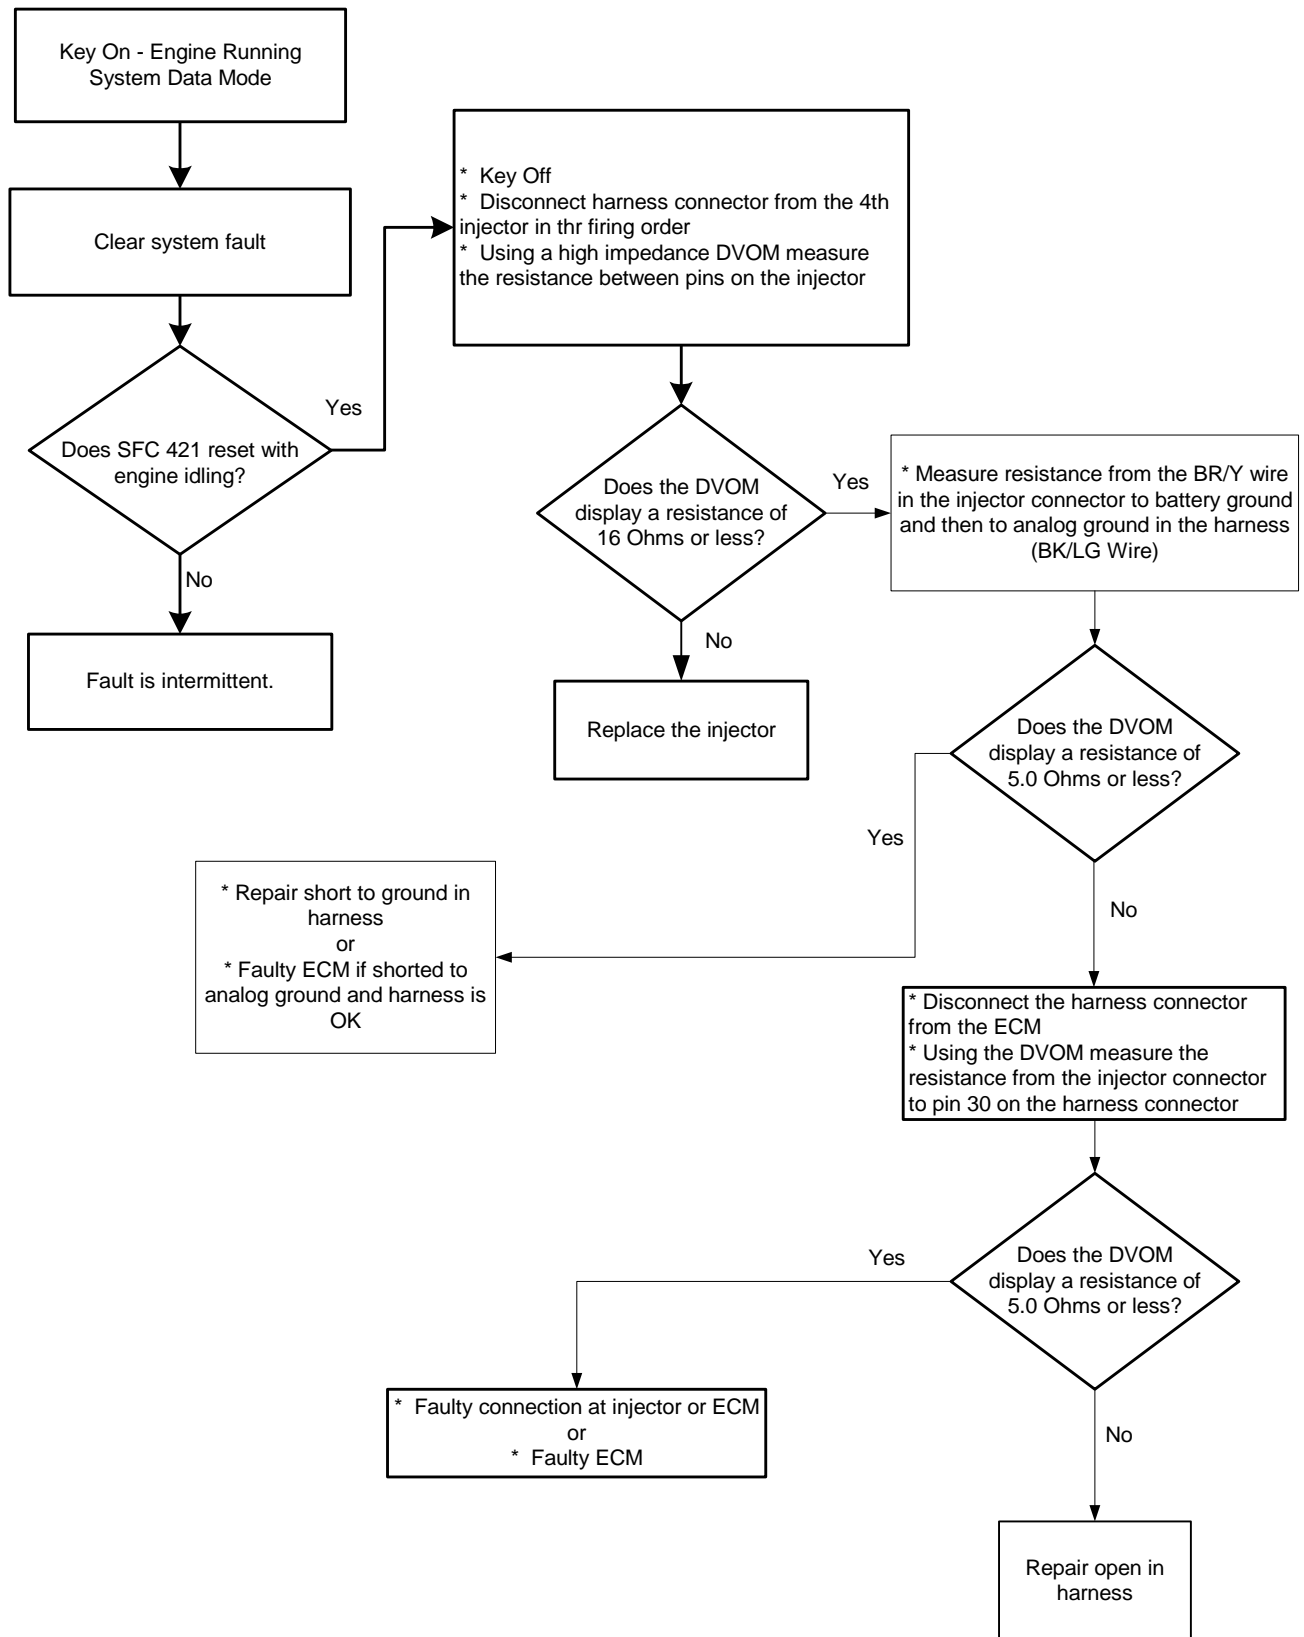 Key On - Engine Running
System Data Mode
Clear system fault
Does SFC 421 reset with
engine idling?
Yes
No
Fault is intermittent.
* Key Off
* Disconnect harness connector from the 4th
injector in thr firing order
* Using a high impedance DVOM measure
the resistance between pins on the injector
Does the DVOM
display a resistance of
16 Ohms or less?
Yes
No
Replace the injector
* Measure resistance from the BR/Y wire
in the injector connector to battery ground
and then to analog ground in the harness
(BK/LG Wire)
Does the DVOM
display a resistance of
5.0 Ohms or less?
Yes
* Repair short to ground in
harness
or
* Faulty ECM if shorted to
analog ground and harness is
OK
No
* Disconnect the harness connector
from the ECM
* Using the DVOM measure the
resistance from the injector connector
to pin 30 on the harness connector
Does the DVOM
display a resistance of
5.0 Ohms or less?
Yes
* Faulty connection at injector or ECM
or
* Faulty ECM
No
Repair open in
harness